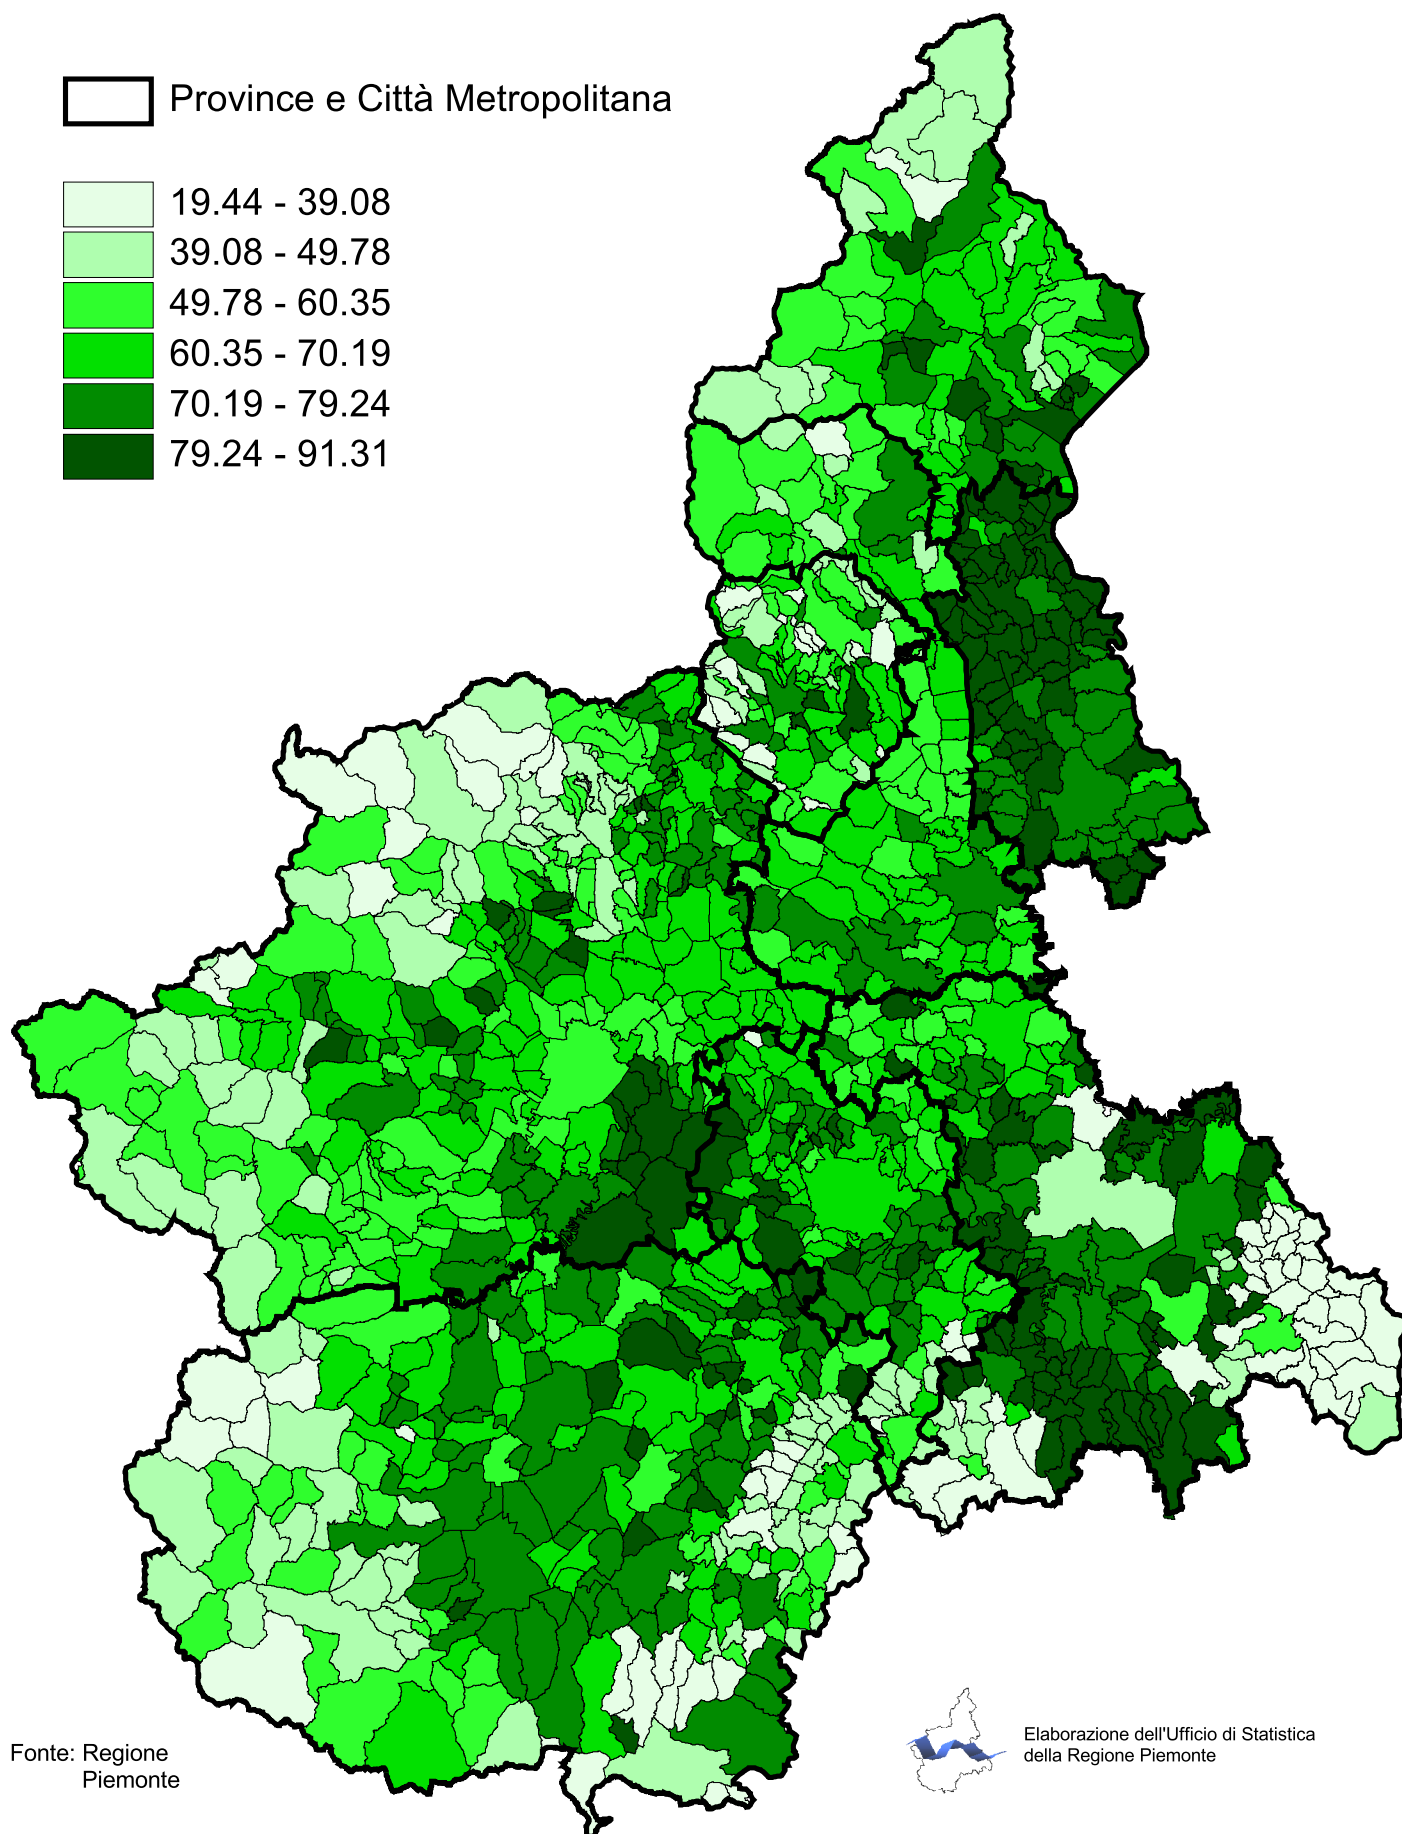 Province e Città Metropolitana
19.44 - 39.08
39.08 - 49.78
49.78 - 60.35
60.35 - 70.19
70.19 - 79.24
79.24 - 91.31
Fonte: Regione
Piemonte
Elaborazione dell'Ufficio di Statistica
della Regione Piemonte